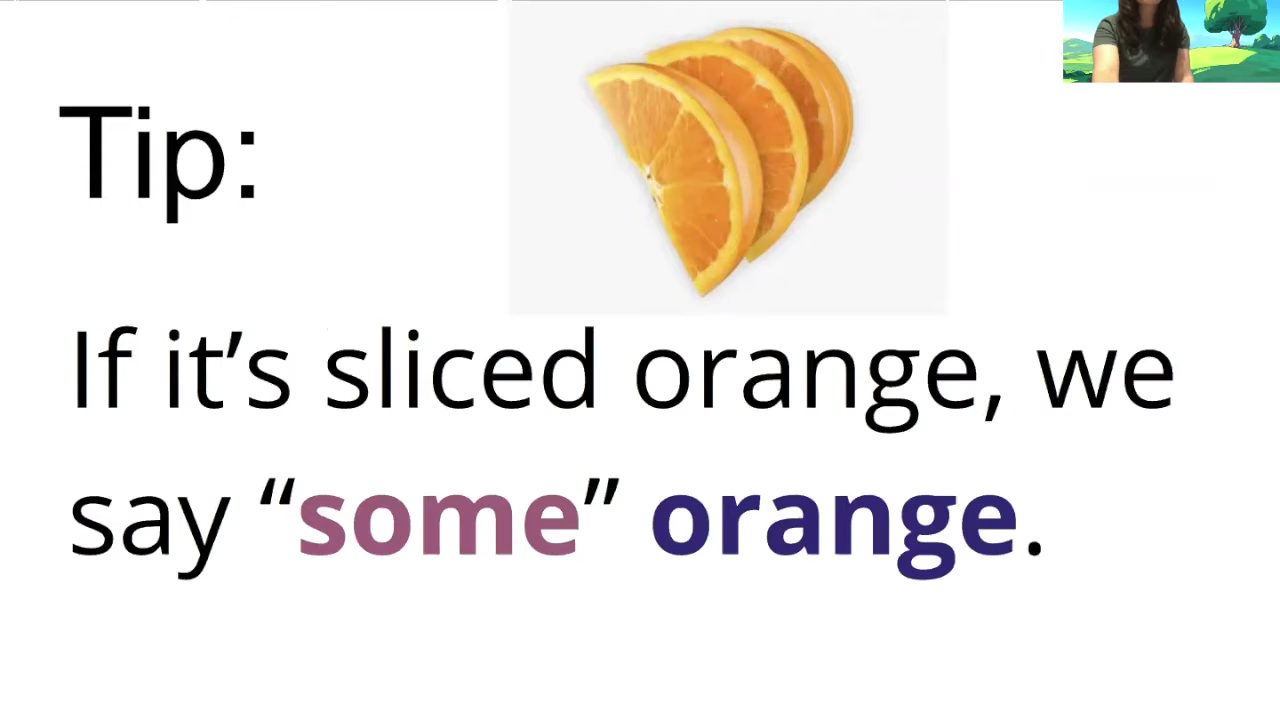 Tip:
If it’s sliced orange, we
say “some” orange.